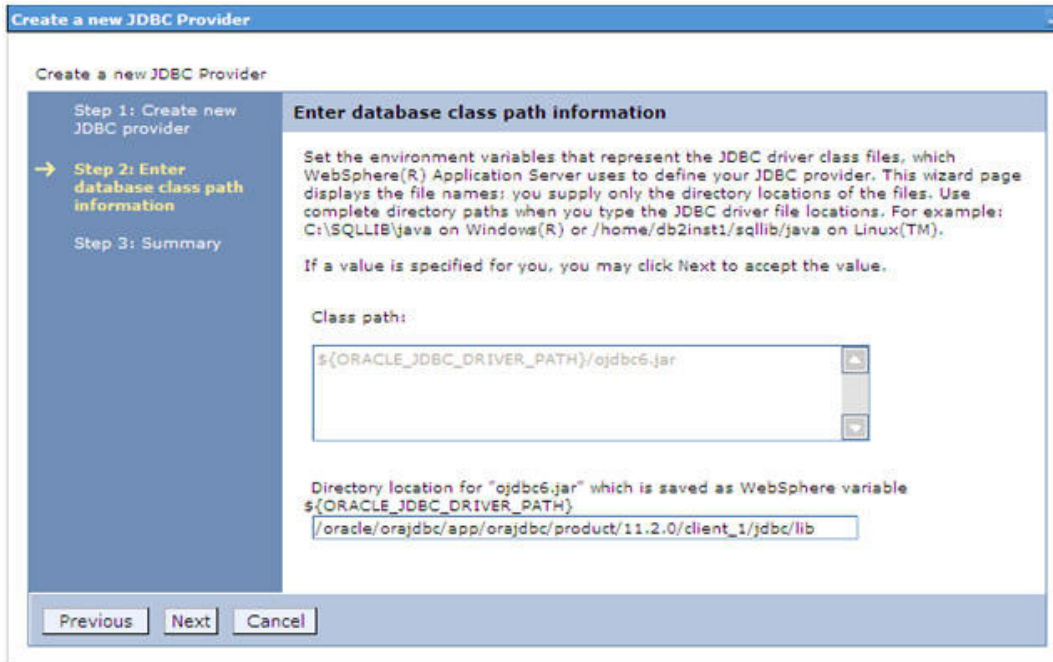 Create a new JDBC Provider
Create a new JDBC Provider
Step 1: Create new
JDBC provider
Step 2: Enter
database class path
information
Step 3: Summary
Enter database class path information
Set the environment variables that represent the JDBC driver class files, which
WebSphere(R) Application Server uses to define your JDBC provider. This wizard page
displays the file names; you supply only the directory locations of the files. Use
complete directory paths when you type the JDBC driver file locations. For example:
C:\SQLLIB\java on Windows(R) or /home/db2inst1/sqllib/java on Linux(TM).
If a value is specified for you, you may click Next to accept the value.
Class path:
${ORACLE_JDBC_DRIVER_PATH}/ojdbc6.jar
Directory location for "ojdbc6.jar" which is saved as WebSphere variable
${ORACLE_JDBC_DRIVER_PATH}
/oracle/orajdbc/app/orajdbc/product/11.2.0/client_1/jdbc/lib
Previous Next Cancel